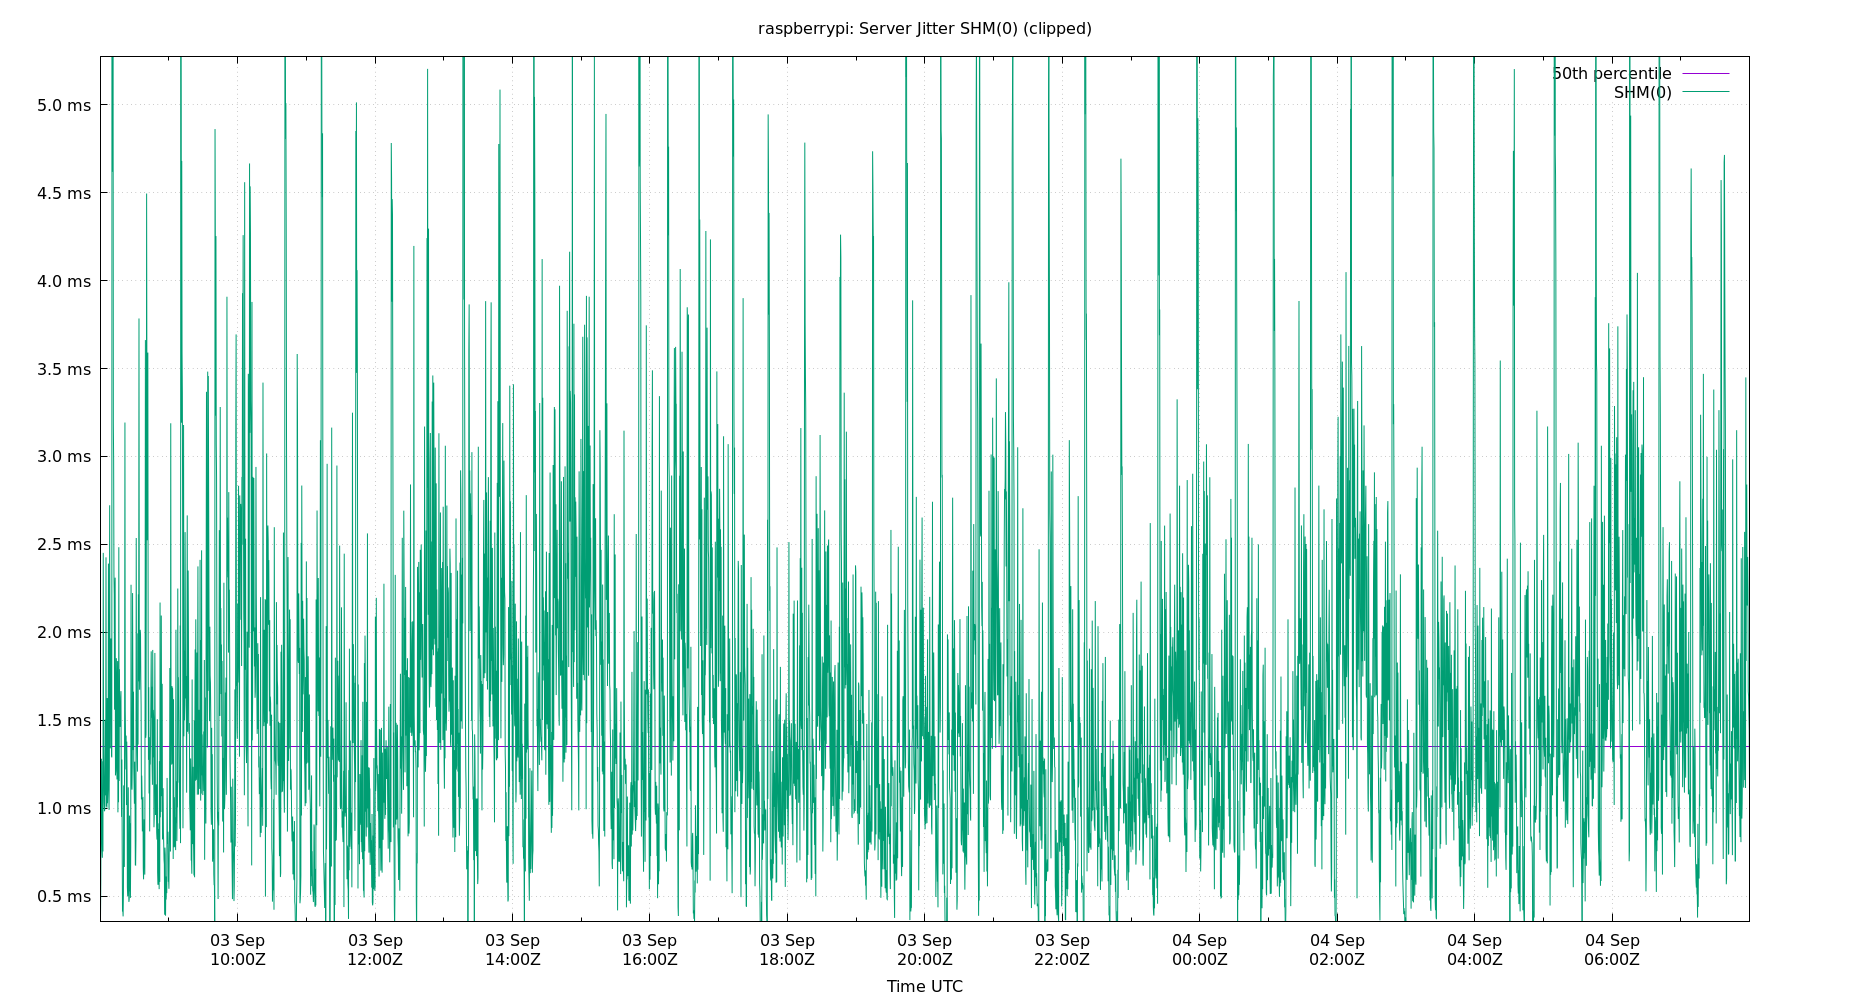 raspberrypi: Server Jitter SHM(0) (clipped)
50th percentile
SHM(0)
5.0 ms
4.5 ms
4.0 ms
3.5 ms
3.0 ms
2.5 ms
2.0 ms
1.5 ms
1.0 ms
0.5 ms
03 Sep 03 Sep 03 Sep 03 Sep 03 Sep 03 Sep 03 Sep 04 Sep 04 Sep 04 Sep 04 Sep
10:00Z 12:00Z 14:00Z 16:00Z 18:00Z 20:00Z 22:00Z 00:00Z 02:00Z 04:00Z 06:00Z
Time UTC